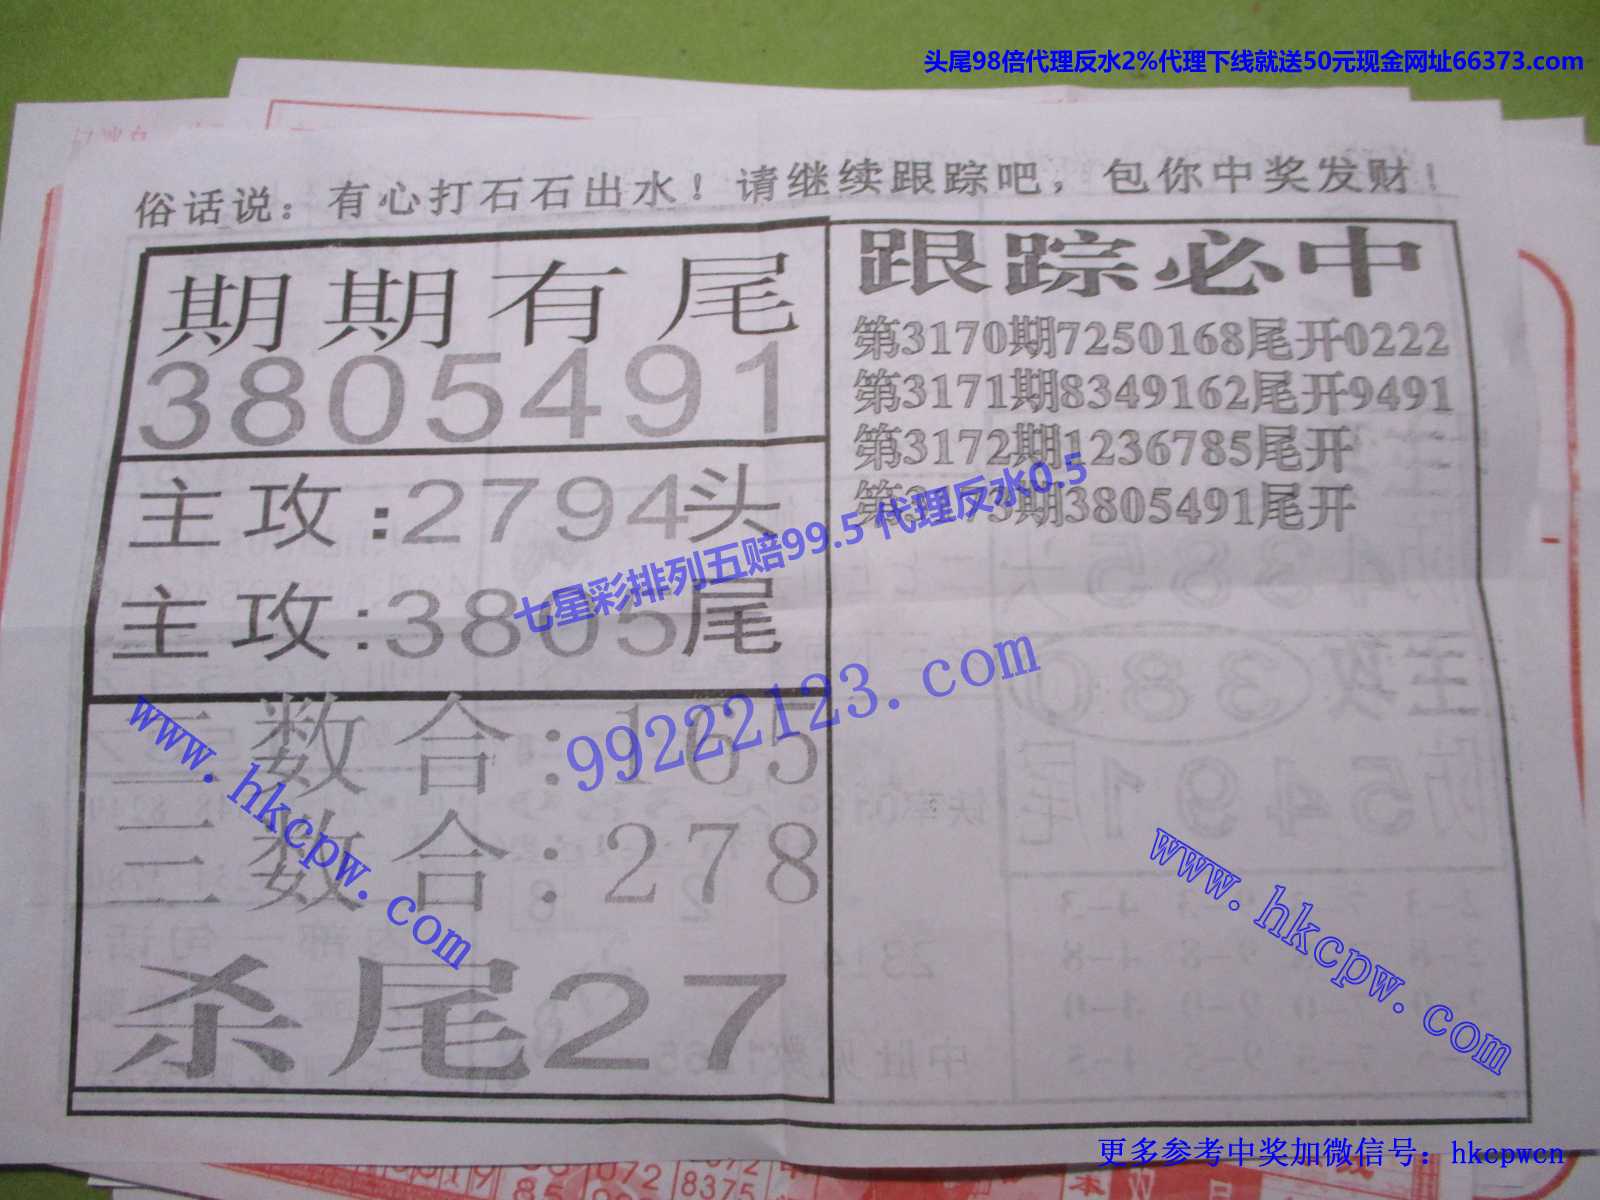 头尾98倍代理反水2%代理下线就送50元现金网址66373.com
俗话说：有心打石石出水！请继续跟踪吧，包你中奖发财！
期期有尾
3805491
主攻:2794头
主攻:3805尾
三数合:165
三数合:278
杀尾27
跟踪必中
第3170期7250168尾开0222
第3171期8349162尾开9491
第3172期1236785尾开
第3173期3805491尾开
七星彩排列五赔99.5 代理反水0.5
99222123.com
www.hkcpw.com
www.hkcpw.com
更多参考中奖加微信号：hkcpwcn
072
8375